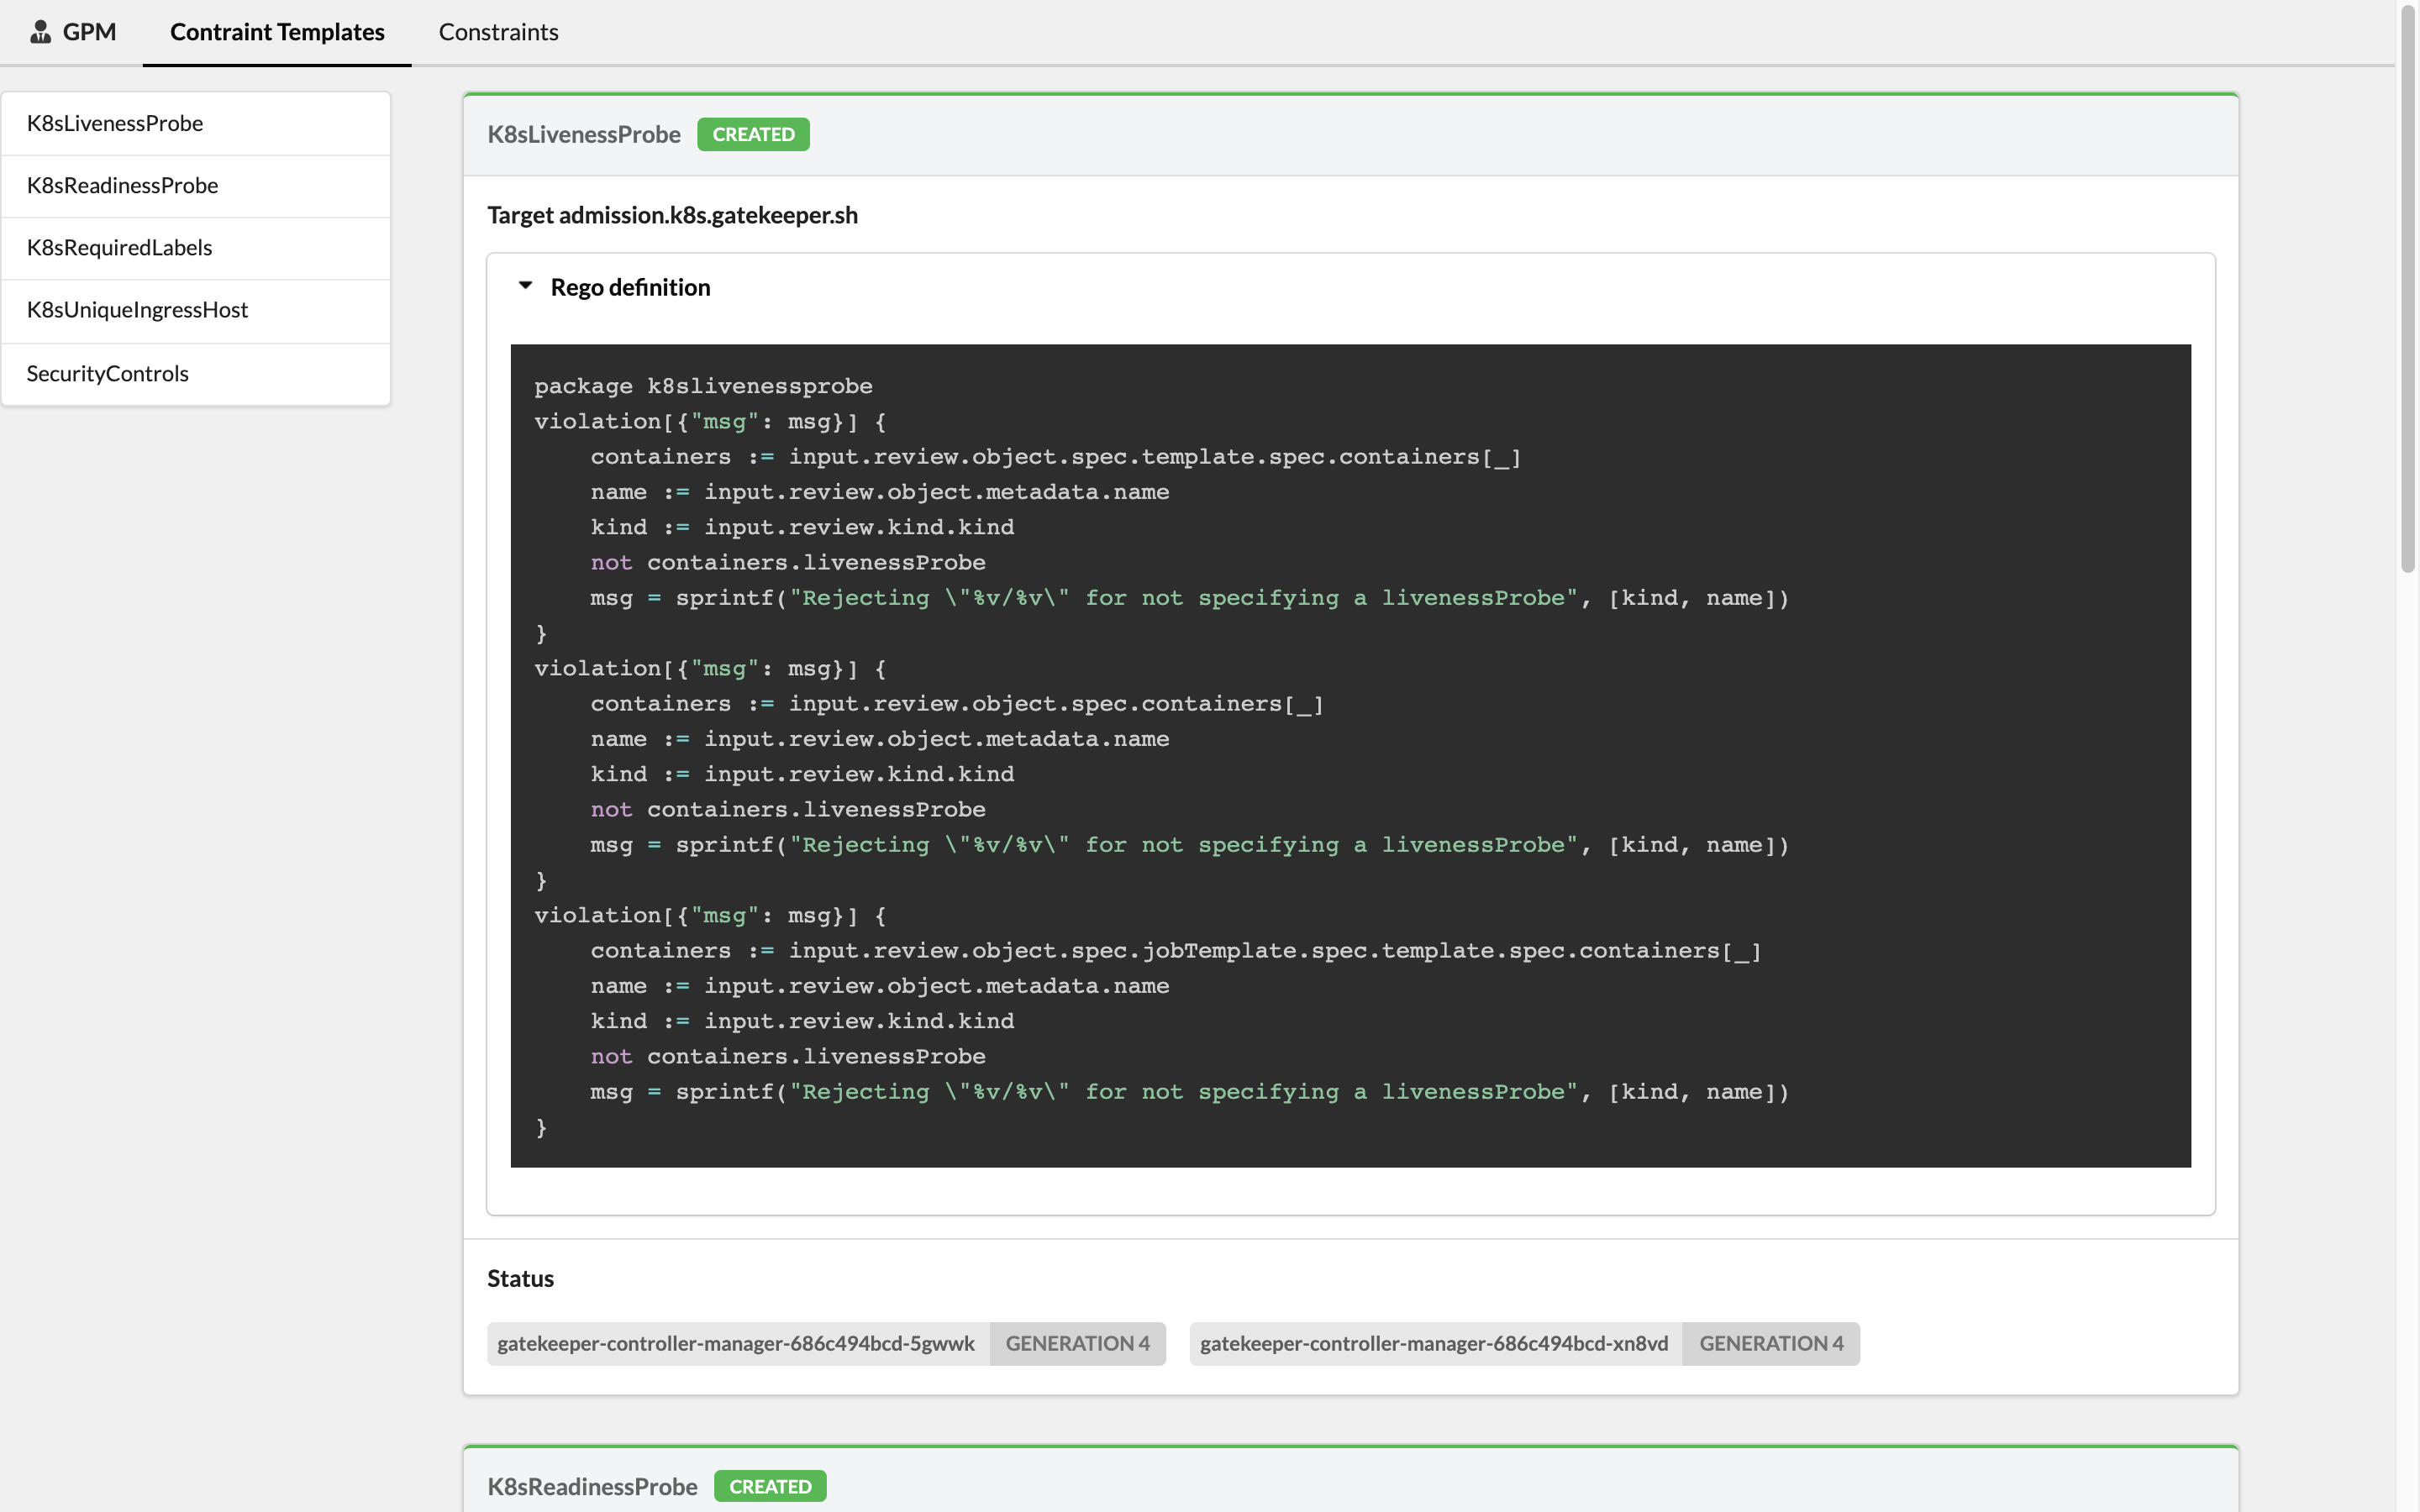 GPM
Contraint Templates
Constraints
K8sLivenessProbe
K8sReadinessProbe
K8sRequiredLabels
K8sUniqueIngressHost
SecurityControls
K8sLivenessProbe CREATED
Target admission.k8s.gatekeeper.sh
Rego definition
package k8slivenessprobe
violation[{"msg": msg}] {
    containers := input.review.object.spec.template.spec.containers[_]
    name := input.review.object.metadata.name
    kind := input.review.kind.kind
    not containers.livenessProbe
    msg = sprintf("Rejecting \"%v/%v\" for not specifying a livenessProbe", [kind, name])
}
violation[{"msg": msg}] {
    containers := input.review.object.spec.containers[_]
    name := input.review.object.metadata.name
    kind := input.review.kind.kind
    not containers.livenessProbe
    msg = sprintf("Rejecting \"%v/%v\" for not specifying a livenessProbe", [kind, name])
}
violation[{"msg": msg}] {
    containers := input.review.object.spec.jobTemplate.spec.template.spec.containers[_]
    name := input.review.object.metadata.name
    kind := input.review.kind.kind
    not containers.livenessProbe
    msg = sprintf("Rejecting \"%v/%v\" for not specifying a livenessProbe", [kind, name])
}
Status
gatekeeper-controller-manager-686c494bcd-5gwwk GENERATION 4
gatekeeper-controller-manager-686c494bcd-xn8vd GENERATION 4
K8sReadinessProbe CREATED